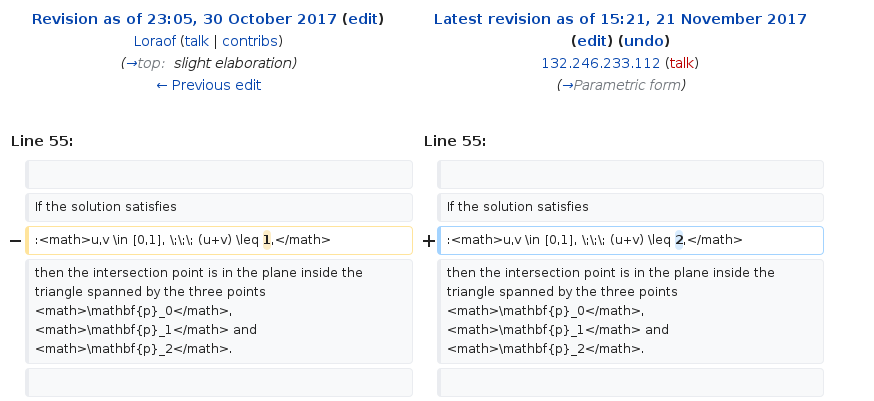 Revision as of 23:05, 30 October 2017 (edit)
Loraof (talk | contribs)
(→top: slight elaboration)
← Previous edit
Latest revision as of 15:21, 21 November 2017
(edit) (undo)
132.246.233.112 (talk)
(→Parametric form)
Line 55:
Line 55:
If the solution satisfies
If the solution satisfies
− :<math>u,v \in [0,1], \;\;\; (u+v) \leq 1,</math>
+ :<math>u,v \in [0,1], \;\;\; (u+v) \leq 2,</math>
then the intersection point is in the plane inside the
triangle spanned by the three points
<math>\mathbf{p}_0</math>,
<math>\mathbf{p}_1</math> and
<math>\mathbf{p}_2</math>.
then the intersection point is in the plane inside the
triangle spanned by the three points
<math>\mathbf{p}_0</math>,
<math>\mathbf{p}_1</math> and
<math>\mathbf{p}_2</math>.